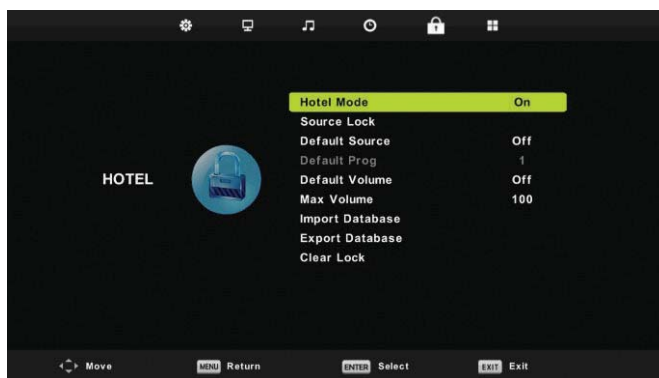 Hotel Mode On
Source Lock
Default Source Off
Default Prog 1
HOTEL
Default Volume Off
Max Volume 100
Import Database
Export Database
Clear Lock
Move MENU Return ENTER Select EXIT Exit